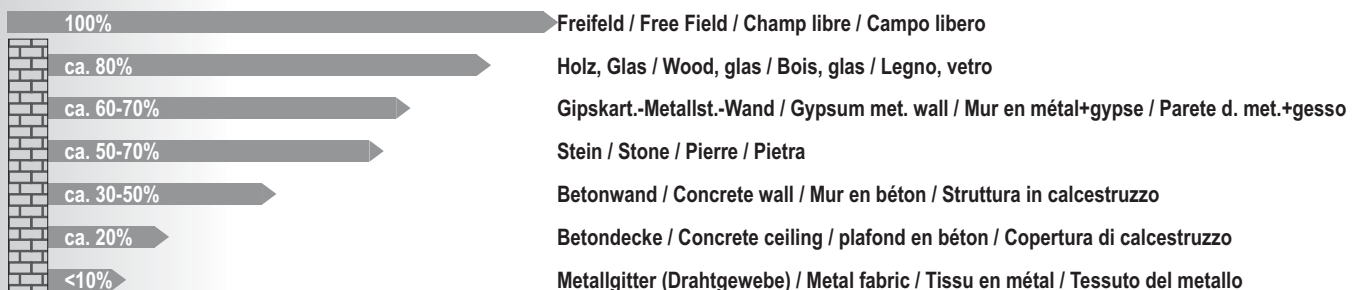 100% Freifeld / Free Field / Champ libre / Campo libero
ca. 80% Holz, Glas / Wood, glas / Bois, glas / Legno, vetro
ca. 60-70% Gipskart.-Metallst.-Wand / Gypsum met. wall / Mur en métal+gypse / Parete d. met.+gesso
ca. 50-70% Stein / Stone / Pierre / Pietra
ca. 30-50% Betonwand / Concrete wall / Mur en béton / Struttura in calcestruzzo
ca. 20% Betondecke / Concrete ceiling / plafond en béton / Copertura di calcestruzzo
<10% Metallgitter (Drahtgewebe) / Metal fabric / Tissu en métal / Tessuto del metallo